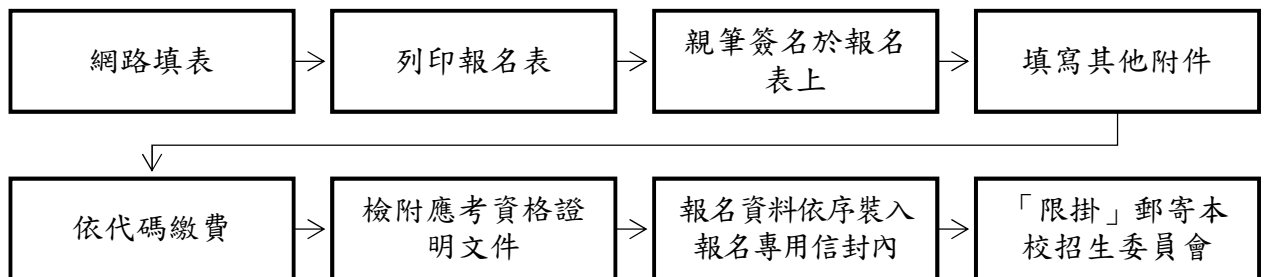 網路填表
列印報名表
親筆簽名於報名
表上
填寫其他附件
依代碼繳費
檢附應考資格證
明文件
報名資料依序裝入
報名專用信封內
「限掛」郵寄本
校招生委員會